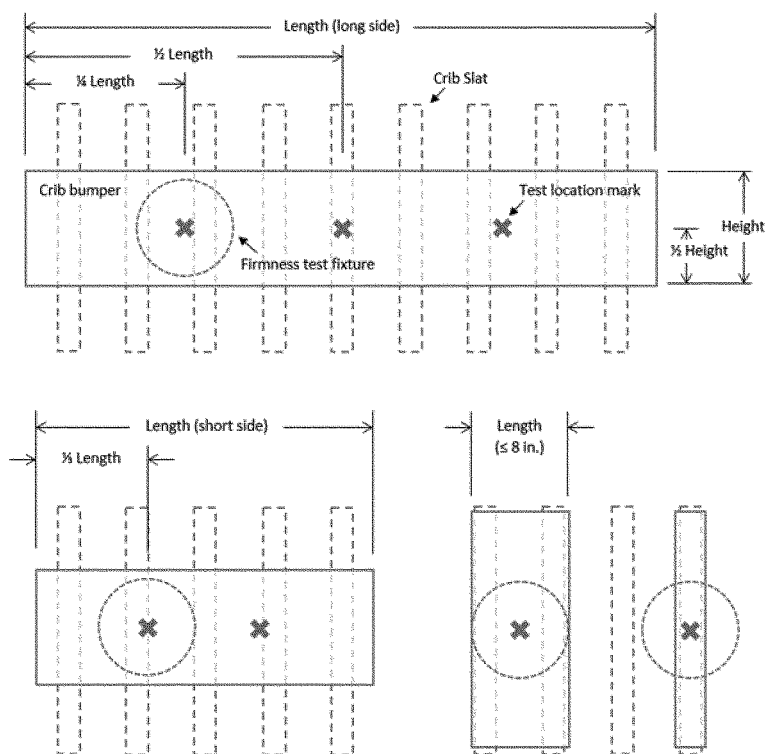 Length (long side)
½ Length
¼ Length
Crib Slat
Crib bumper
Test location mark
Height
½ Height
Firmness test fixture
Length (short side)
⅓ Length
Length
(≤ 8 in.)